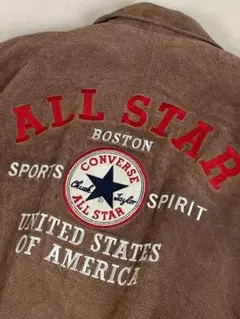 ALL STAR
BOSTON
SPORTS SPIRIT
CONVERSE
Chuck Taylor
ALL STAR
UNITED STATES
OF AMERICA